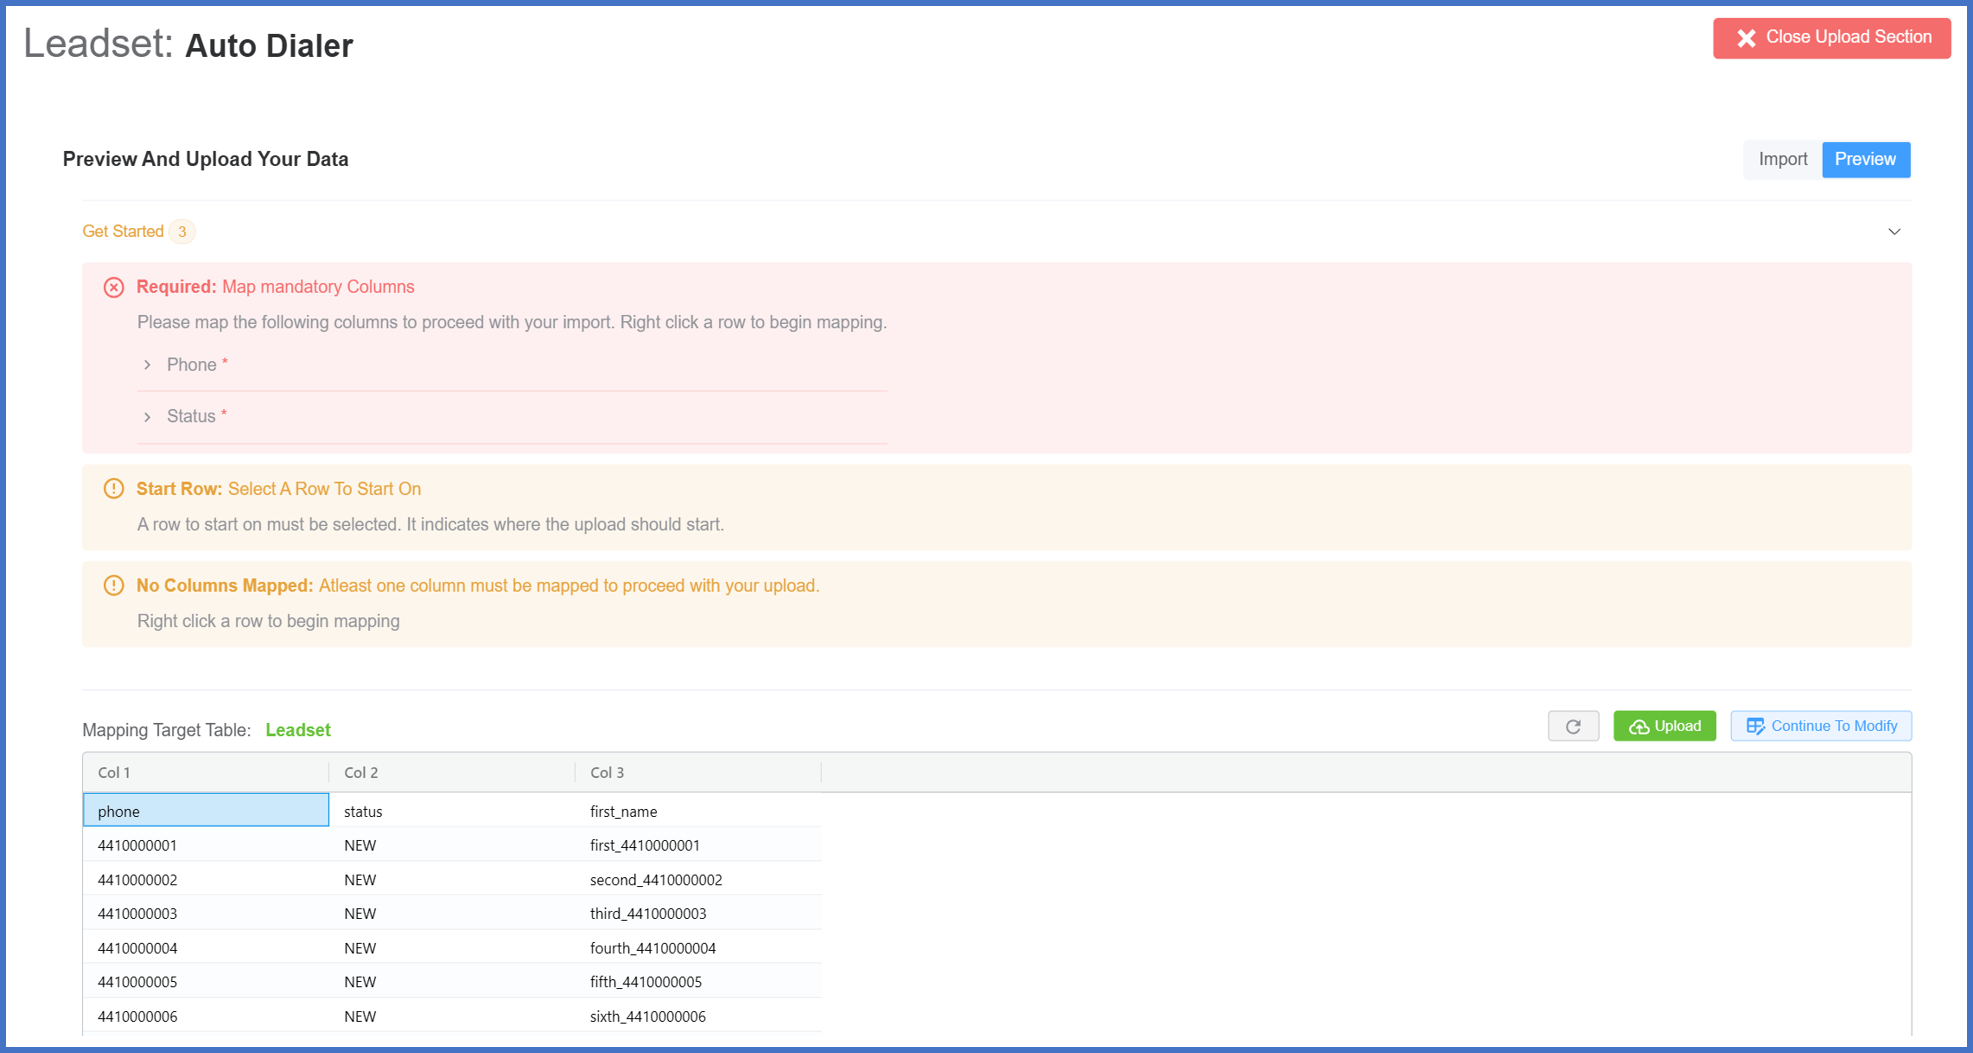 Leadset: Auto Dialer
Close Upload Section
Preview And Upload Your Data
Import Preview
Get Started 3
Required: Map mandatory Columns
Please map the following columns to proceed with your import. Right click a row to begin mapping.
Phone *
Status *
Start Row: Select A Row To Start On
A row to start on must be selected. It indicates where the upload should start.
No Columns Mapped: Atleast one column must be mapped to proceed with your upload.
Right click a row to begin mapping
Mapping Target Table: Leadset
Upload
Continue To Modify
Col 1 Col 2 Col 3
phone status first_name
4410000001 NEW first_4410000001
4410000002 NEW second_4410000002
4410000003 NEW third_4410000003
4410000004 NEW fourth_4410000004
4410000005 NEW fifth_4410000005
4410000006 NEW sixth_4410000006